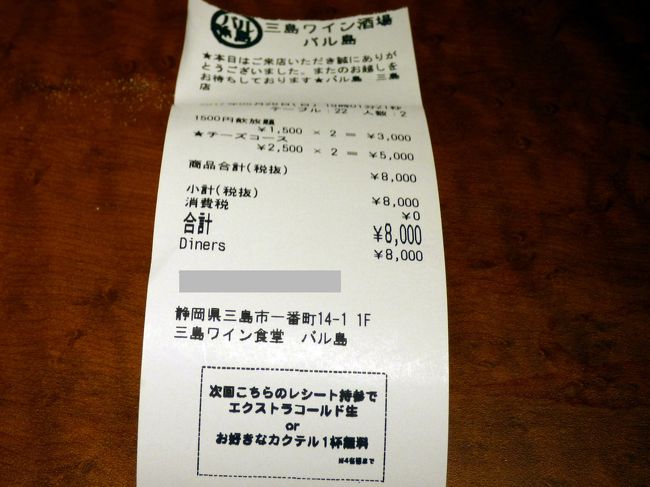 バル島
三島ワイン酒場
バル島
★本日はご来店いただき誠にありが
とうございました。またのお越しを
お待ちしております★バル島 三島
店
テーブル:22 人数:2
1500円飲放題
¥1,500 × 2 = ¥3,000
★チーズコース
¥2,500 × 2 = ¥5,000
商品合計(税抜)
¥8,000
小計(税抜) ¥8,000
消費税 ¥0
合計 ¥8,000
Diners ¥8,000
静岡県三島市一番町14-1 1F
三島ワイン食堂 バル島
次回こちらのレシート持参で
エクストラコールド生
or
お好きなカクテル1杯無料
※4名様まで